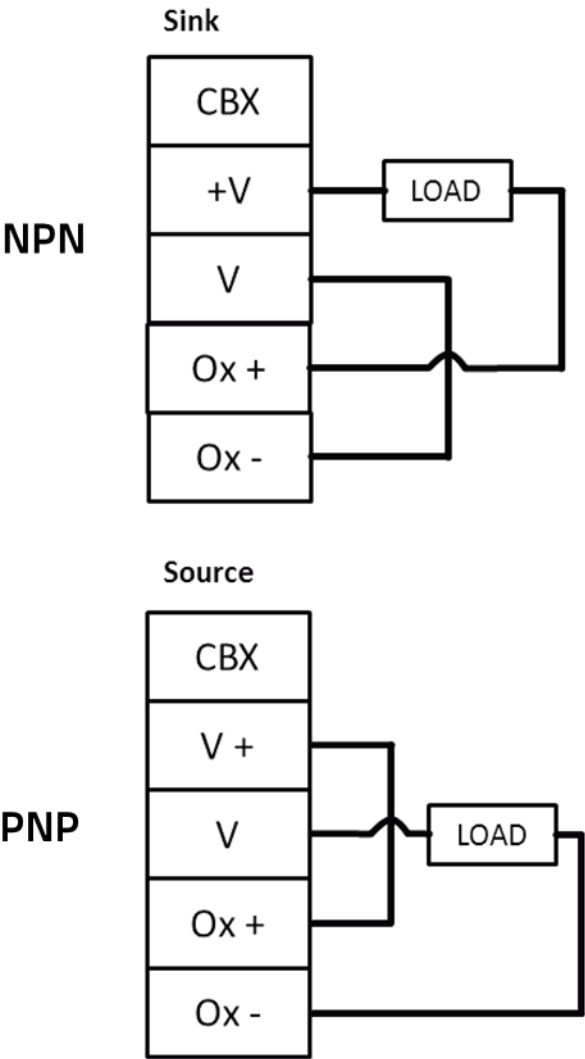 Sink
CBX
+V
LOAD
NPN
V
Ox +
Ox -
Source
CBX
V +
PNP
V
LOAD
Ox +
Ox -